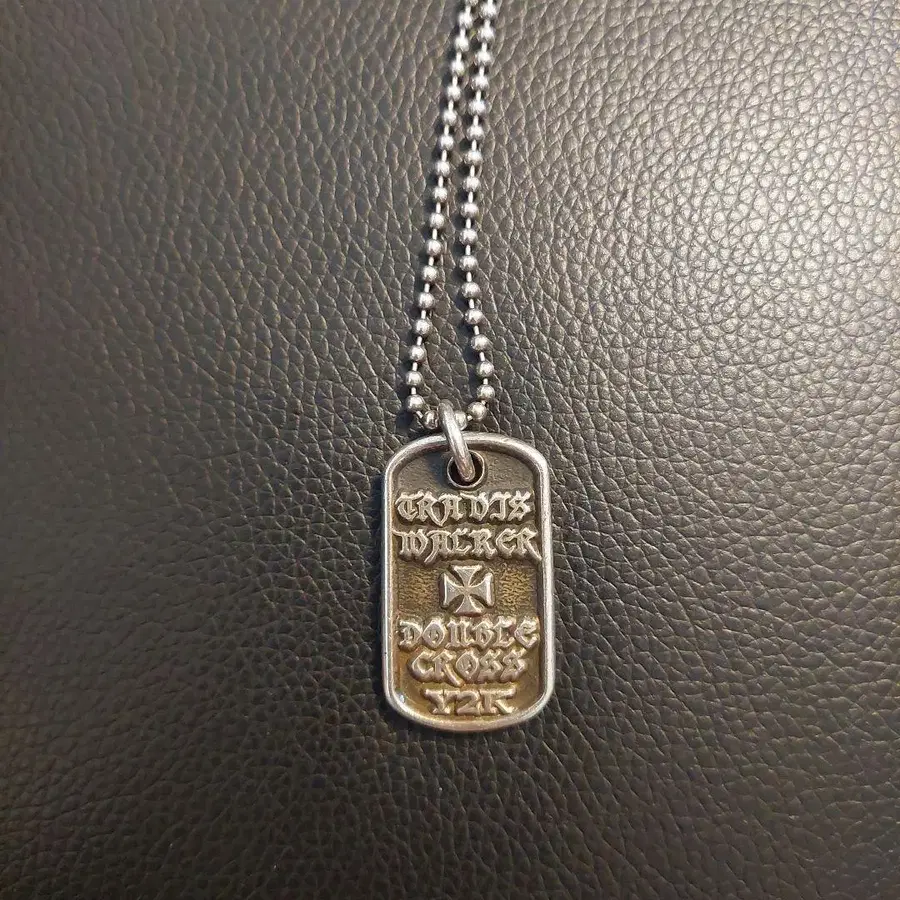 TRAVIS
WALKER
DOUBLE
CROSS
Y2K